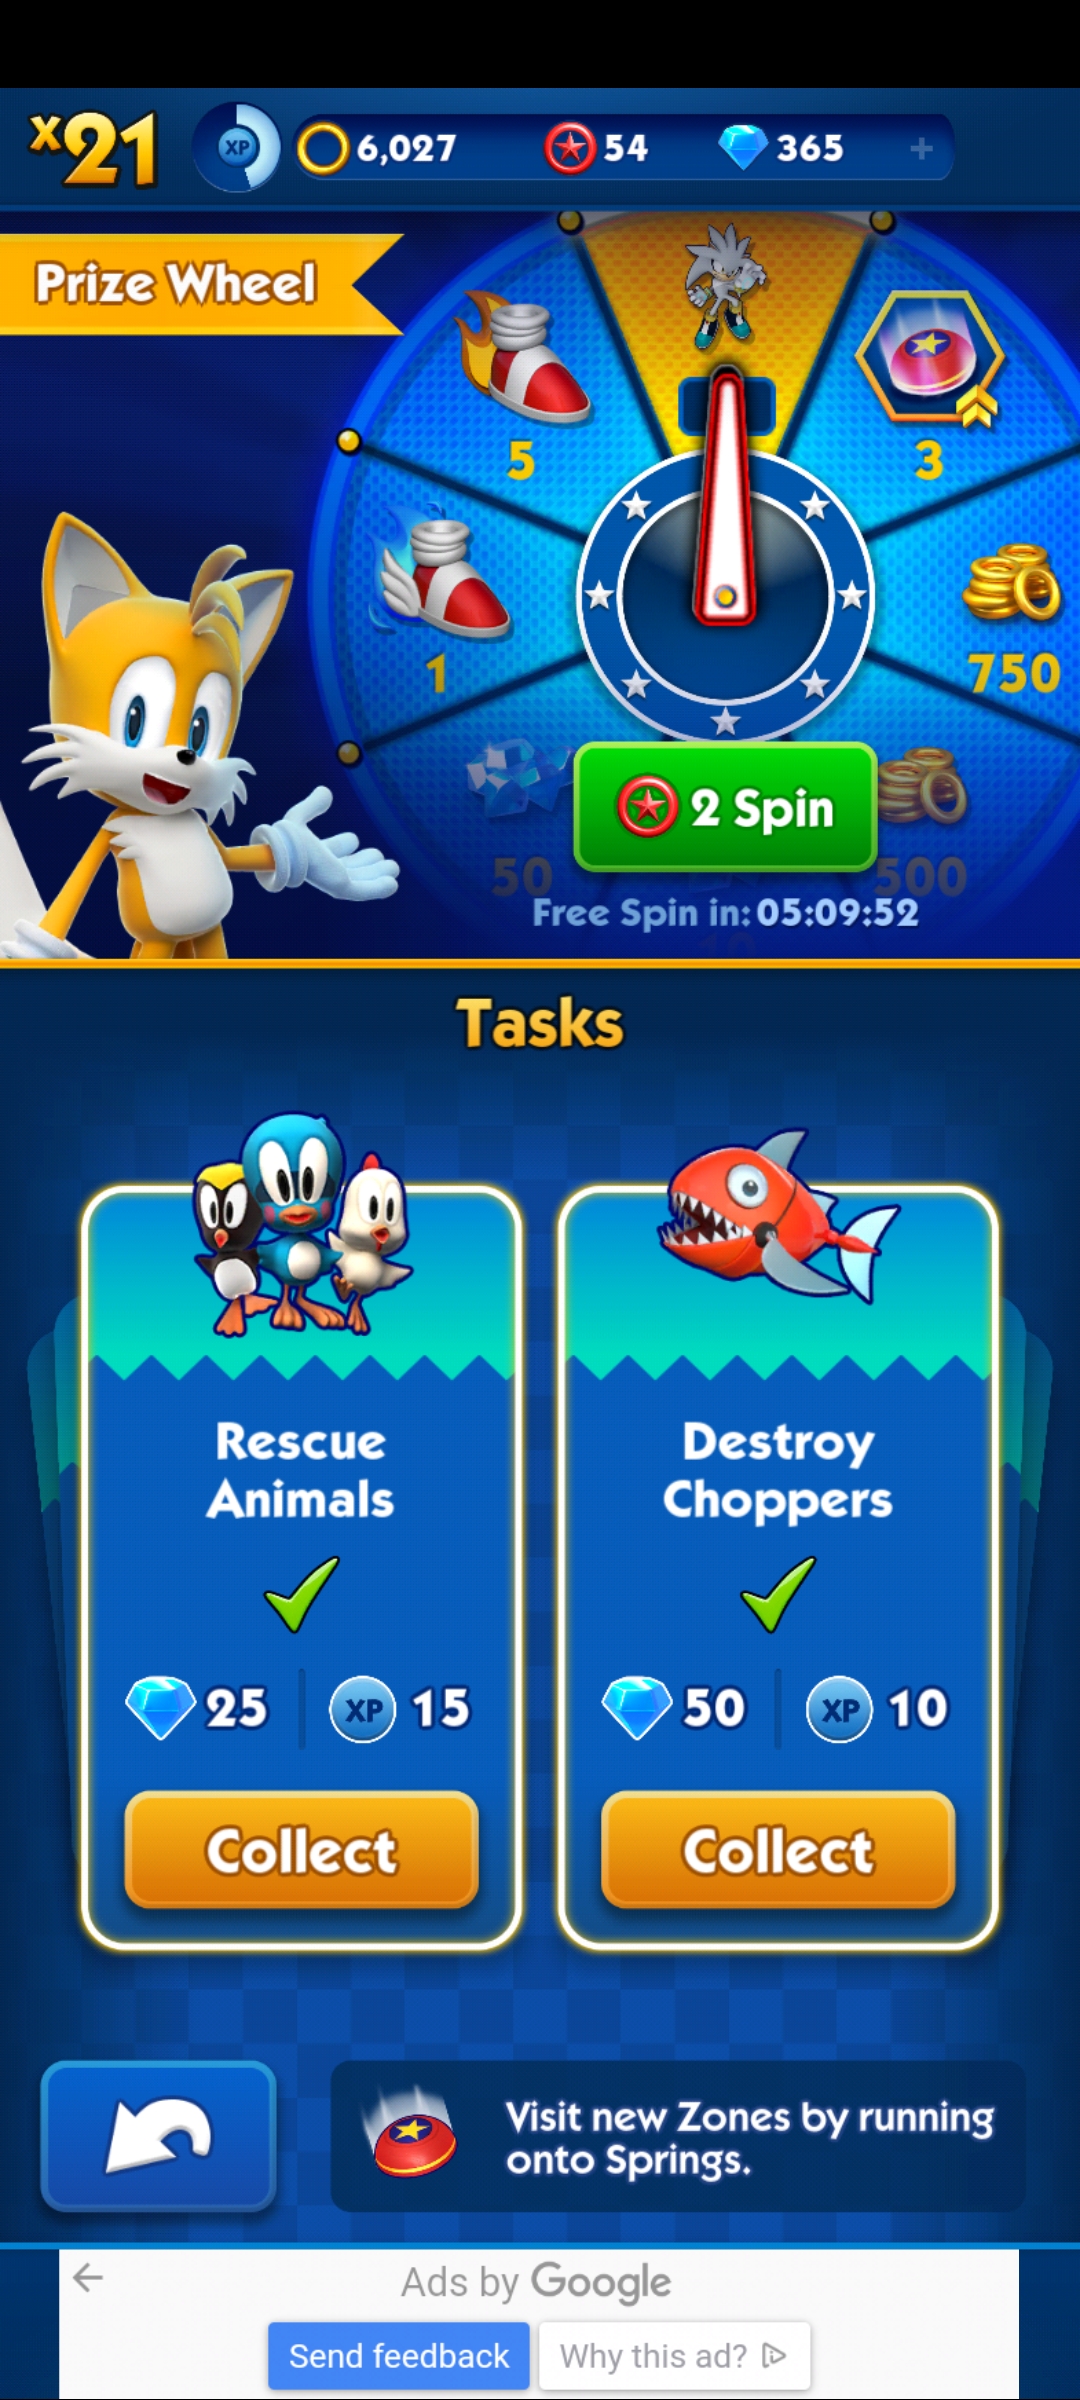 x21
XP
6,027
54
365
+
Prize Wheel
5
3
1
750
2 Spin
50
500
Free Spin in: 05:09:52
10
Tasks
Rescue
Animals
25
XP 15
Collect
Destroy
Choppers
50
XP 10
Collect
Visit new Zones by running
onto Springs.
Ads by Google
Send feedback
Why this ad?